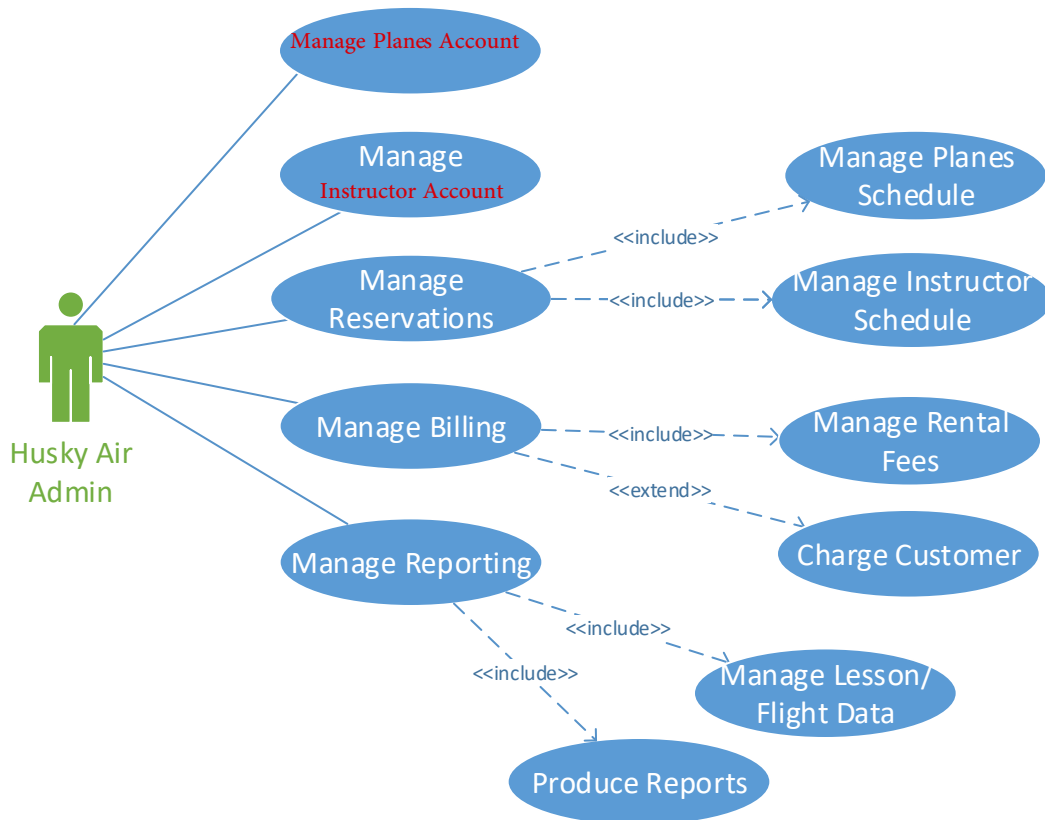 Manage Planes Account
Manage
Instructor Account
Manage Planes
Schedule
<<include>>
Manage
Reservations
<<include>>
Manage Instructor
Schedule
Husky Air
Admin
Manage Billing
<<include>>
Manage Rental
Fees
<<extend>>
Charge Customer
Manage Reporting
<<include>>
<<include>>
Manage Lesson/
Flight Data
Produce Reports